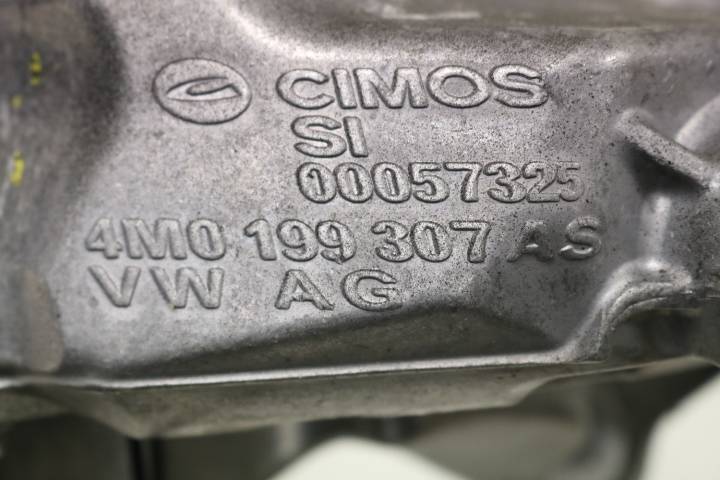 CIMOS
SI
00057325
4M0 199 307 AS
VW AG